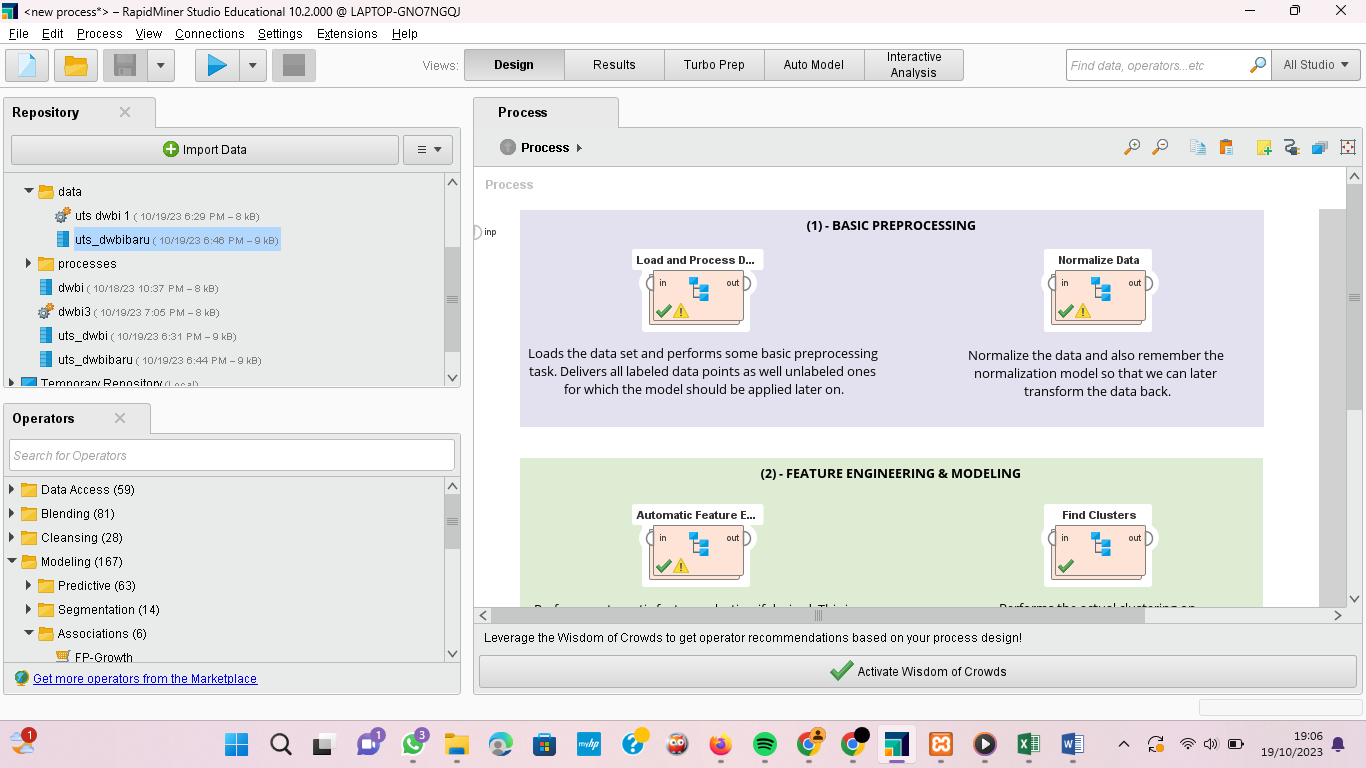 <new process*> – RapidMiner Studio Educational 10.2.000 @ LAPTOP-GNO7NGQJ
File Edit Process View Connections Settings Extensions Help
Views: Design Results Turbo Prep Auto Model Interactive Analysis
Find data, operators...etc All Studio
Repository
Import Data
data
uts dwbi 1 ( 10/19/23 6:29 PM – 8 kB)
uts_dwbibaru ( 10/19/23 6:46 PM – 9 kB)
processes
dwbi ( 10/18/23 10:37 PM – 8 kB)
dwbi3 ( 10/19/23 7:05 PM – 8 kB)
uts_dwbi ( 10/19/23 6:31 PM – 9 kB)
uts_dwbibaru ( 10/19/23 6:44 PM – 9 kB)
Temporary Repository (Local)
Operators
Search for Operators
Data Access (59)
Blending (81)
Cleansing (28)
Modeling (167)
Predictive (63)
Segmentation (14)
Associations (6)
FP-Growth
Get more operators from the Marketplace
Process
Process
Process
inp
(1) - BASIC PREPROCESSING
Load and Process D...
in out
Loads the data set and performs some basic preprocessing
task. Delivers all labeled data points as well unlabeled ones
for which the model should be applied later on.
Normalize Data
in out
Normalize the data and also remember the
normalization model so that we can later
transform the data back.
(2) - FEATURE ENGINEERING & MODELING
Automatic Feature E...
in out
Find Clusters
in out
Performs the actual clustering on
Leverage the Wisdom of Crowds to get operator recommendations based on your process design!
Activate Wisdom of Crowds
1
1
3
myhp
19:06
19/10/2023